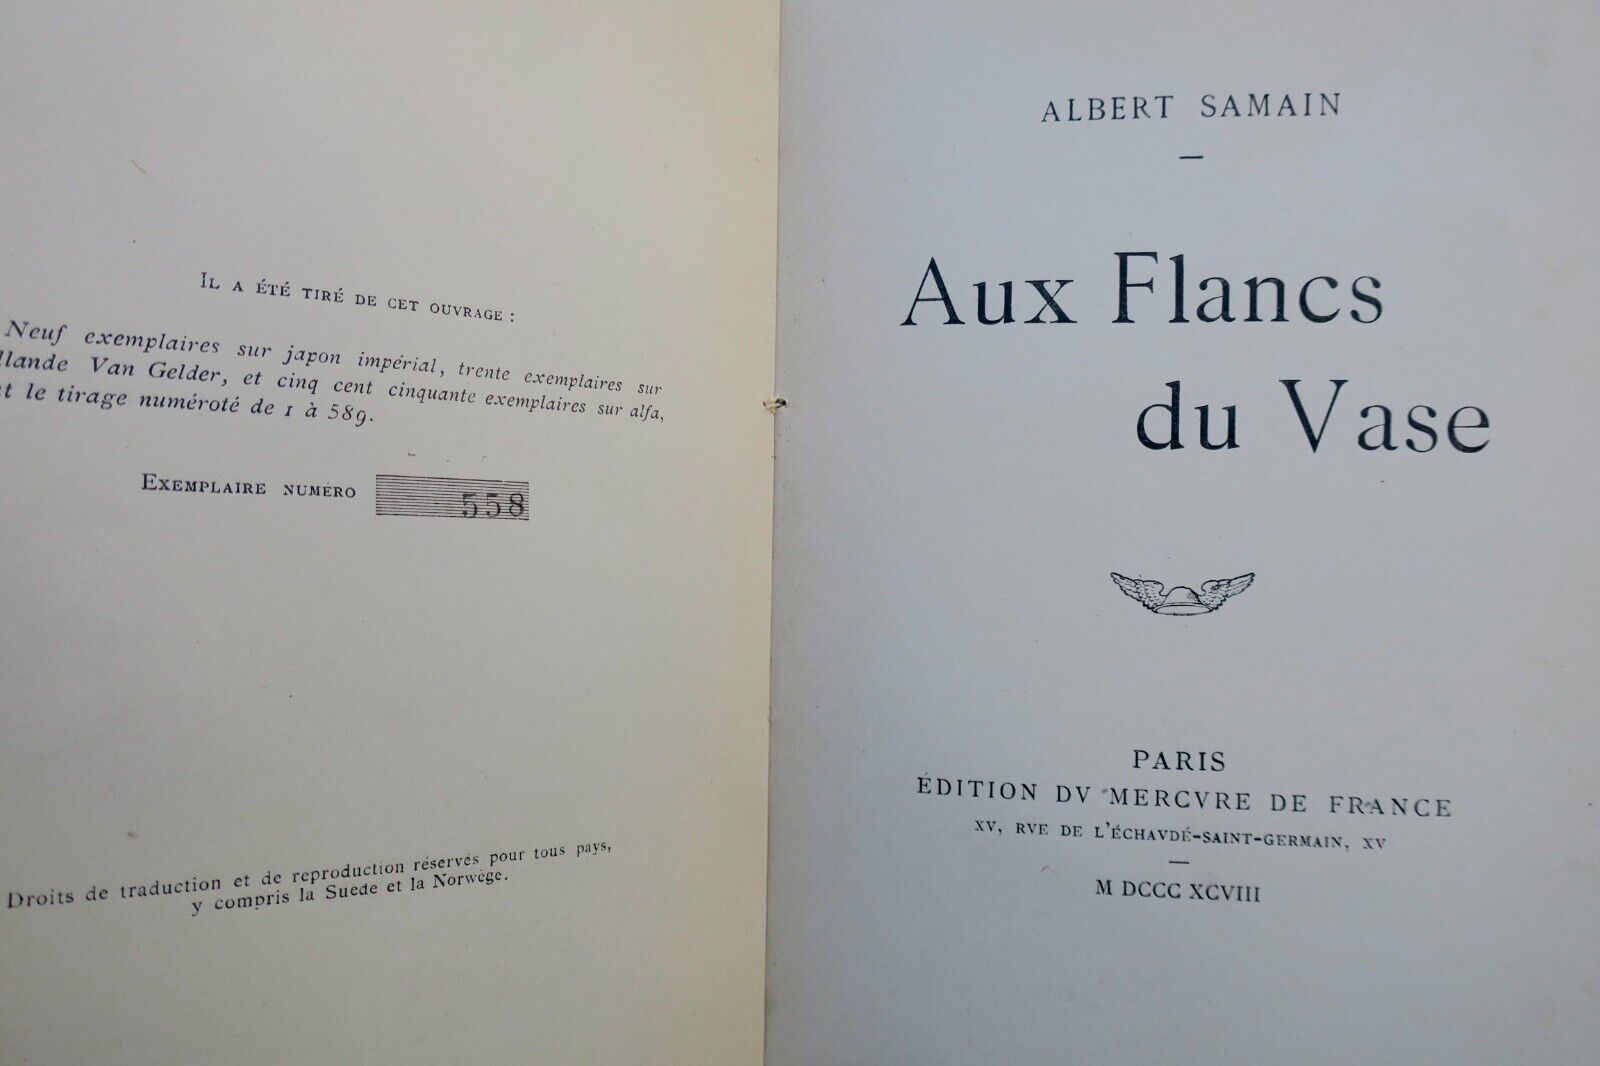 IL A ÉTÉ TIRÉ DE CET OUVRAGE :
Neuf exemplaires sur japon impérial, trente exemplaires sur
llande Van Gelder, et cinq cent cinquante exemplaires sur alfa,
t le tirage numéroté de 1 à 589.
EXEMPLAIRE NUMÉRO 558
Droits de traduction et de reproduction réservés pour tous pays,
y compris la Suède et la Norwège.
ALBERT SAMAIN
—
Aux Flancs
du Vase
PARIS
ÉDITION DV MERCVRE DE FRANCE
XV, RVE DE L'ÉCHAVDÉ-SAINT-GERMAIN, XV
—
M DCCC XCVIII